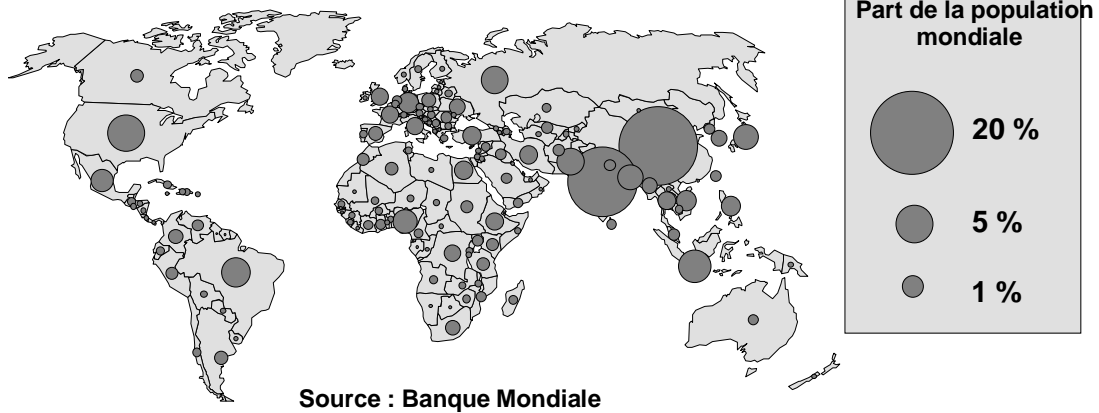 Part de la population
mondiale
20 %
5 %
1 %
Source : Banque Mondiale